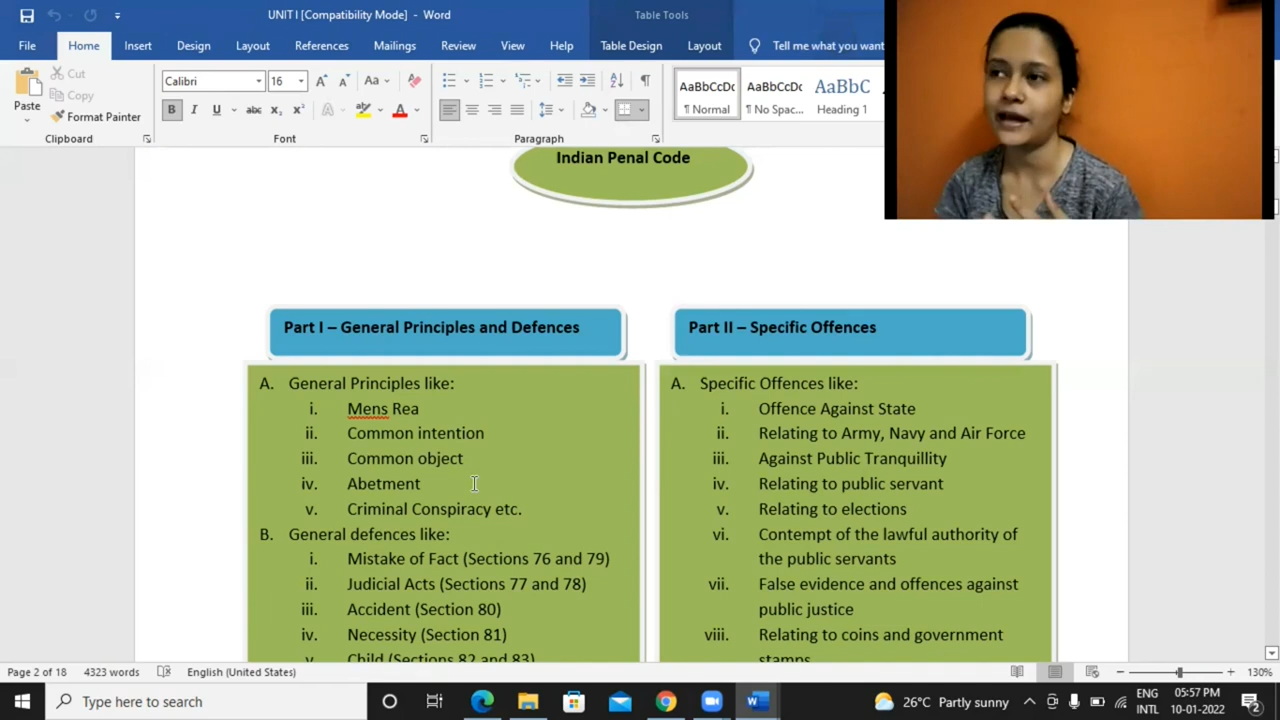 UNIT I [Compatibility Mode] - Word
Table Tools
File Home Insert Design Layout References Mailings Review View Help Table Design Layout Tell me what you want
Paste
Cut
Copy
Format Painter
Clipboard
Calibri 16
Font
Paragraph
AaBbCcDc AaBbCcDc AaBbC
¶ Normal ¶ No Spac... Heading 1
Indian Penal Code
Part I – General Principles and Defences
A. General Principles like:
i. Mens Rea
ii. Common intention
iii. Common object
iv. Abetment
v. Criminal Conspiracy etc.
B. General defences like:
i. Mistake of Fact (Sections 76 and 79)
ii. Judicial Acts (Sections 77 and 78)
iii. Accident (Section 80)
iv. Necessity (Section 81)
v. Child (Sections 82 and 83)
Part II – Specific Offences
A. Specific Offences like:
i. Offence Against State
ii. Relating to Army, Navy and Air Force
iii. Against Public Tranquillity
iv. Relating to public servant
v. Relating to elections
vi. Contempt of the lawful authority of
the public servants
vii. False evidence and offences against
public justice
viii. Relating to coins and government
stamps
Page 2 of 18 4323 words English (United States) 130%
Type here to search
26°C Partly sunny
ENG
INTL
05:57 PM
10-01-2022
2